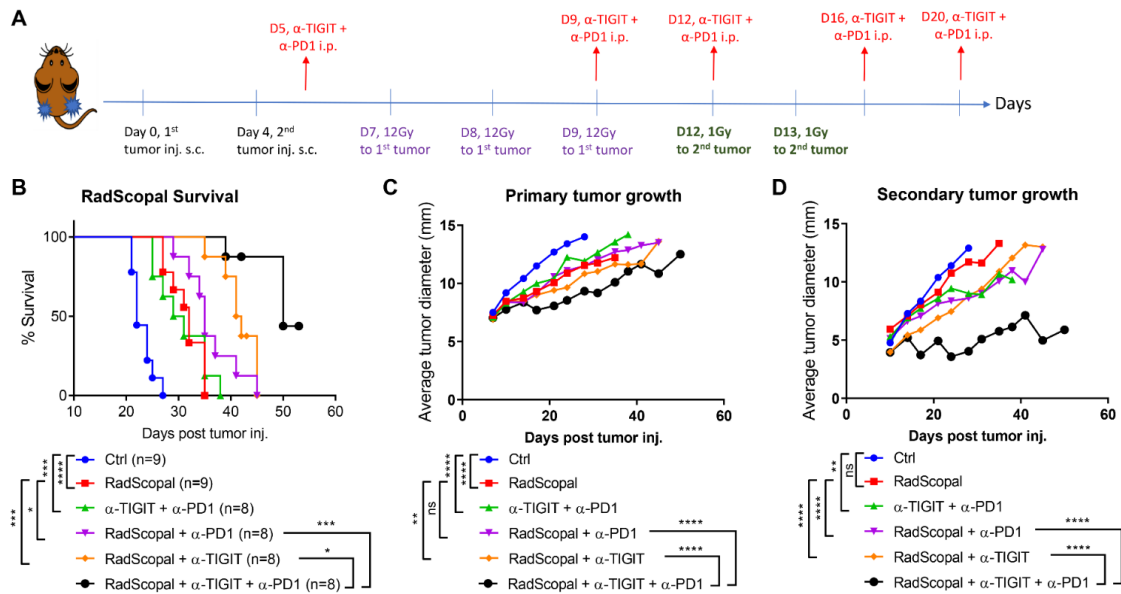 A
D5, α-TIGIT +
α-PD1 i.p.
D9, α-TIGIT +
α-PD1 i.p.
D12, α-TIGIT +
α-PD1 i.p.
D16, α-TIGIT +
α-PD1 i.p.
D20, α-TIGIT +
α-PD1 i.p.
Days
Day 0, 1st
tumor inj. s.c.
Day 4, 2nd
tumor inj. s.c.
D7, 12Gy
to 1st tumor
D8, 12Gy
to 1st tumor
D9, 12Gy
to 1st tumor
D12, 1Gy
to 2nd tumor
D13, 1Gy
to 2nd tumor
B
RadScopal Survival
% Survival
100
50
0
10 20 30 40 50 60
Days post tumor inj.
*** **** Ctrl (n=9)
RadScopal (n=9)
*** * α-TIGIT + α-PD1 (n=8)
RadScopal + α-PD1 (n=8) ***
RadScopal + α-TIGIT (n=8) *
RadScopal + α-TIGIT + α-PD1 (n=8)
C
Primary tumor growth
Average tumor diameter (mm)
15
10
5
0
0 20 40 60
Days post tumor inj.
**** **** Ctrl
RadScopal
** ns α-TIGIT + α-PD1
RadScopal + α-PD1 ****
RadScopal + α-TIGIT ****
RadScopal + α-TIGIT + α-PD1
D
Secondary tumor growth
Average tumor diameter (mm)
15
10
5
0
0 20 40 60
Days post tumor inj.
** ns Ctrl
RadScopal
**** **** α-TIGIT + α-PD1
RadScopal + α-PD1 ****
RadScopal + α-TIGIT ****
RadScopal + α-TIGIT + α-PD1